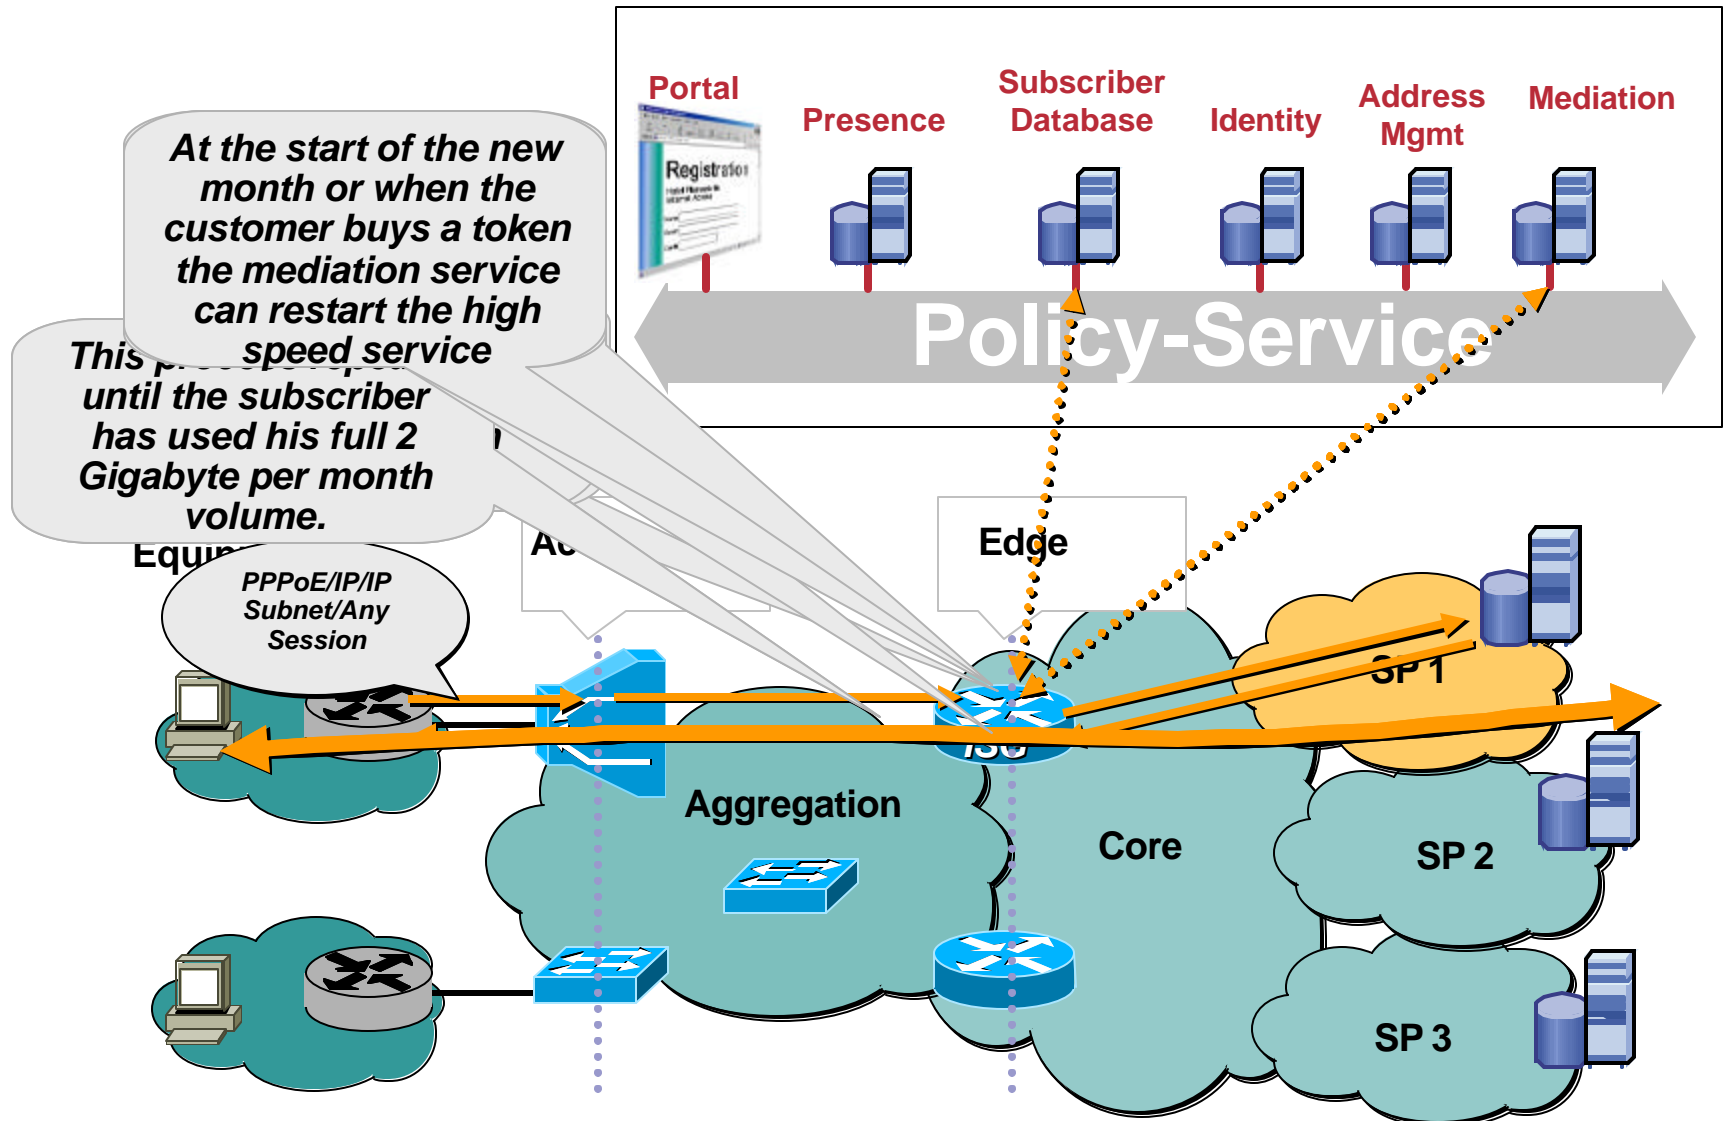 Portal
Presence
Subscriber
Database
Identity
Address
Mgmt
Mediation
Registration
Policy-Service
At the start of the new
month or when the
customer buys a token
the mediation service
can restart the high
speed service
This
until the subscriber
has used his full 2
Gigabyte per month
volume.
PPPoE/IP/IP
Subnet/Any
Session
Edge
ISG
Aggregation
Core
SP 1
SP 2
SP 3